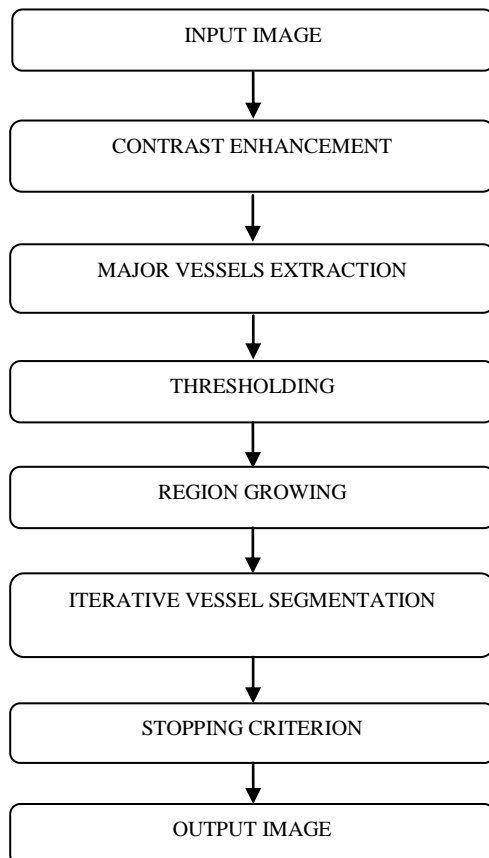 INPUT IMAGE
CONTRAST ENHANCEMENT
MAJOR VESSELS EXTRACTION
THRESHOLDING
REGION GROWING
ITERATIVE VESSEL SEGMENTATION
STOPPING CRITERION
OUTPUT IMAGE